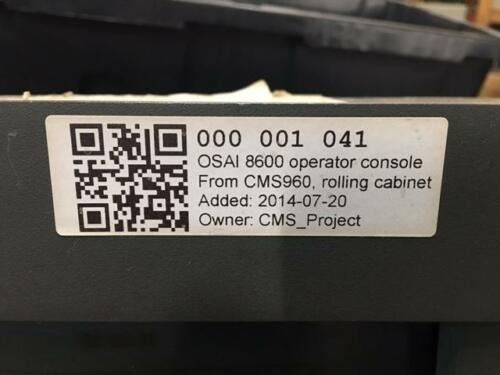 000 001 041
OSAI 8600 operator console
From CMS960, rolling cabinet
Added: 2014-07-20
Owner: CMS_Project